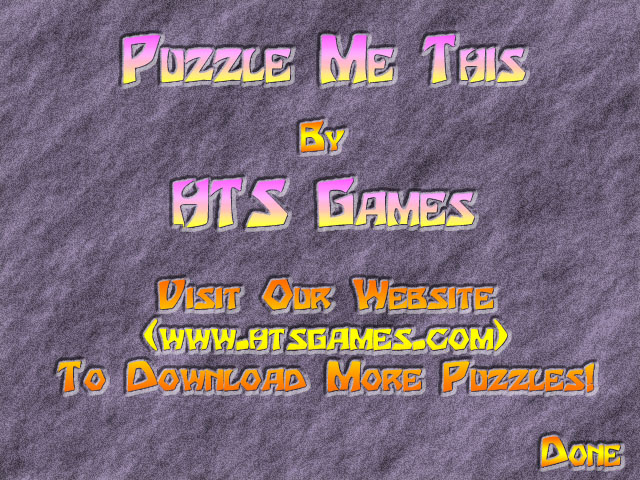 Puzzle Me This
By
HTS Games
Visit Our Website
(www.htsgames.com)
To Download More Puzzles!
Done